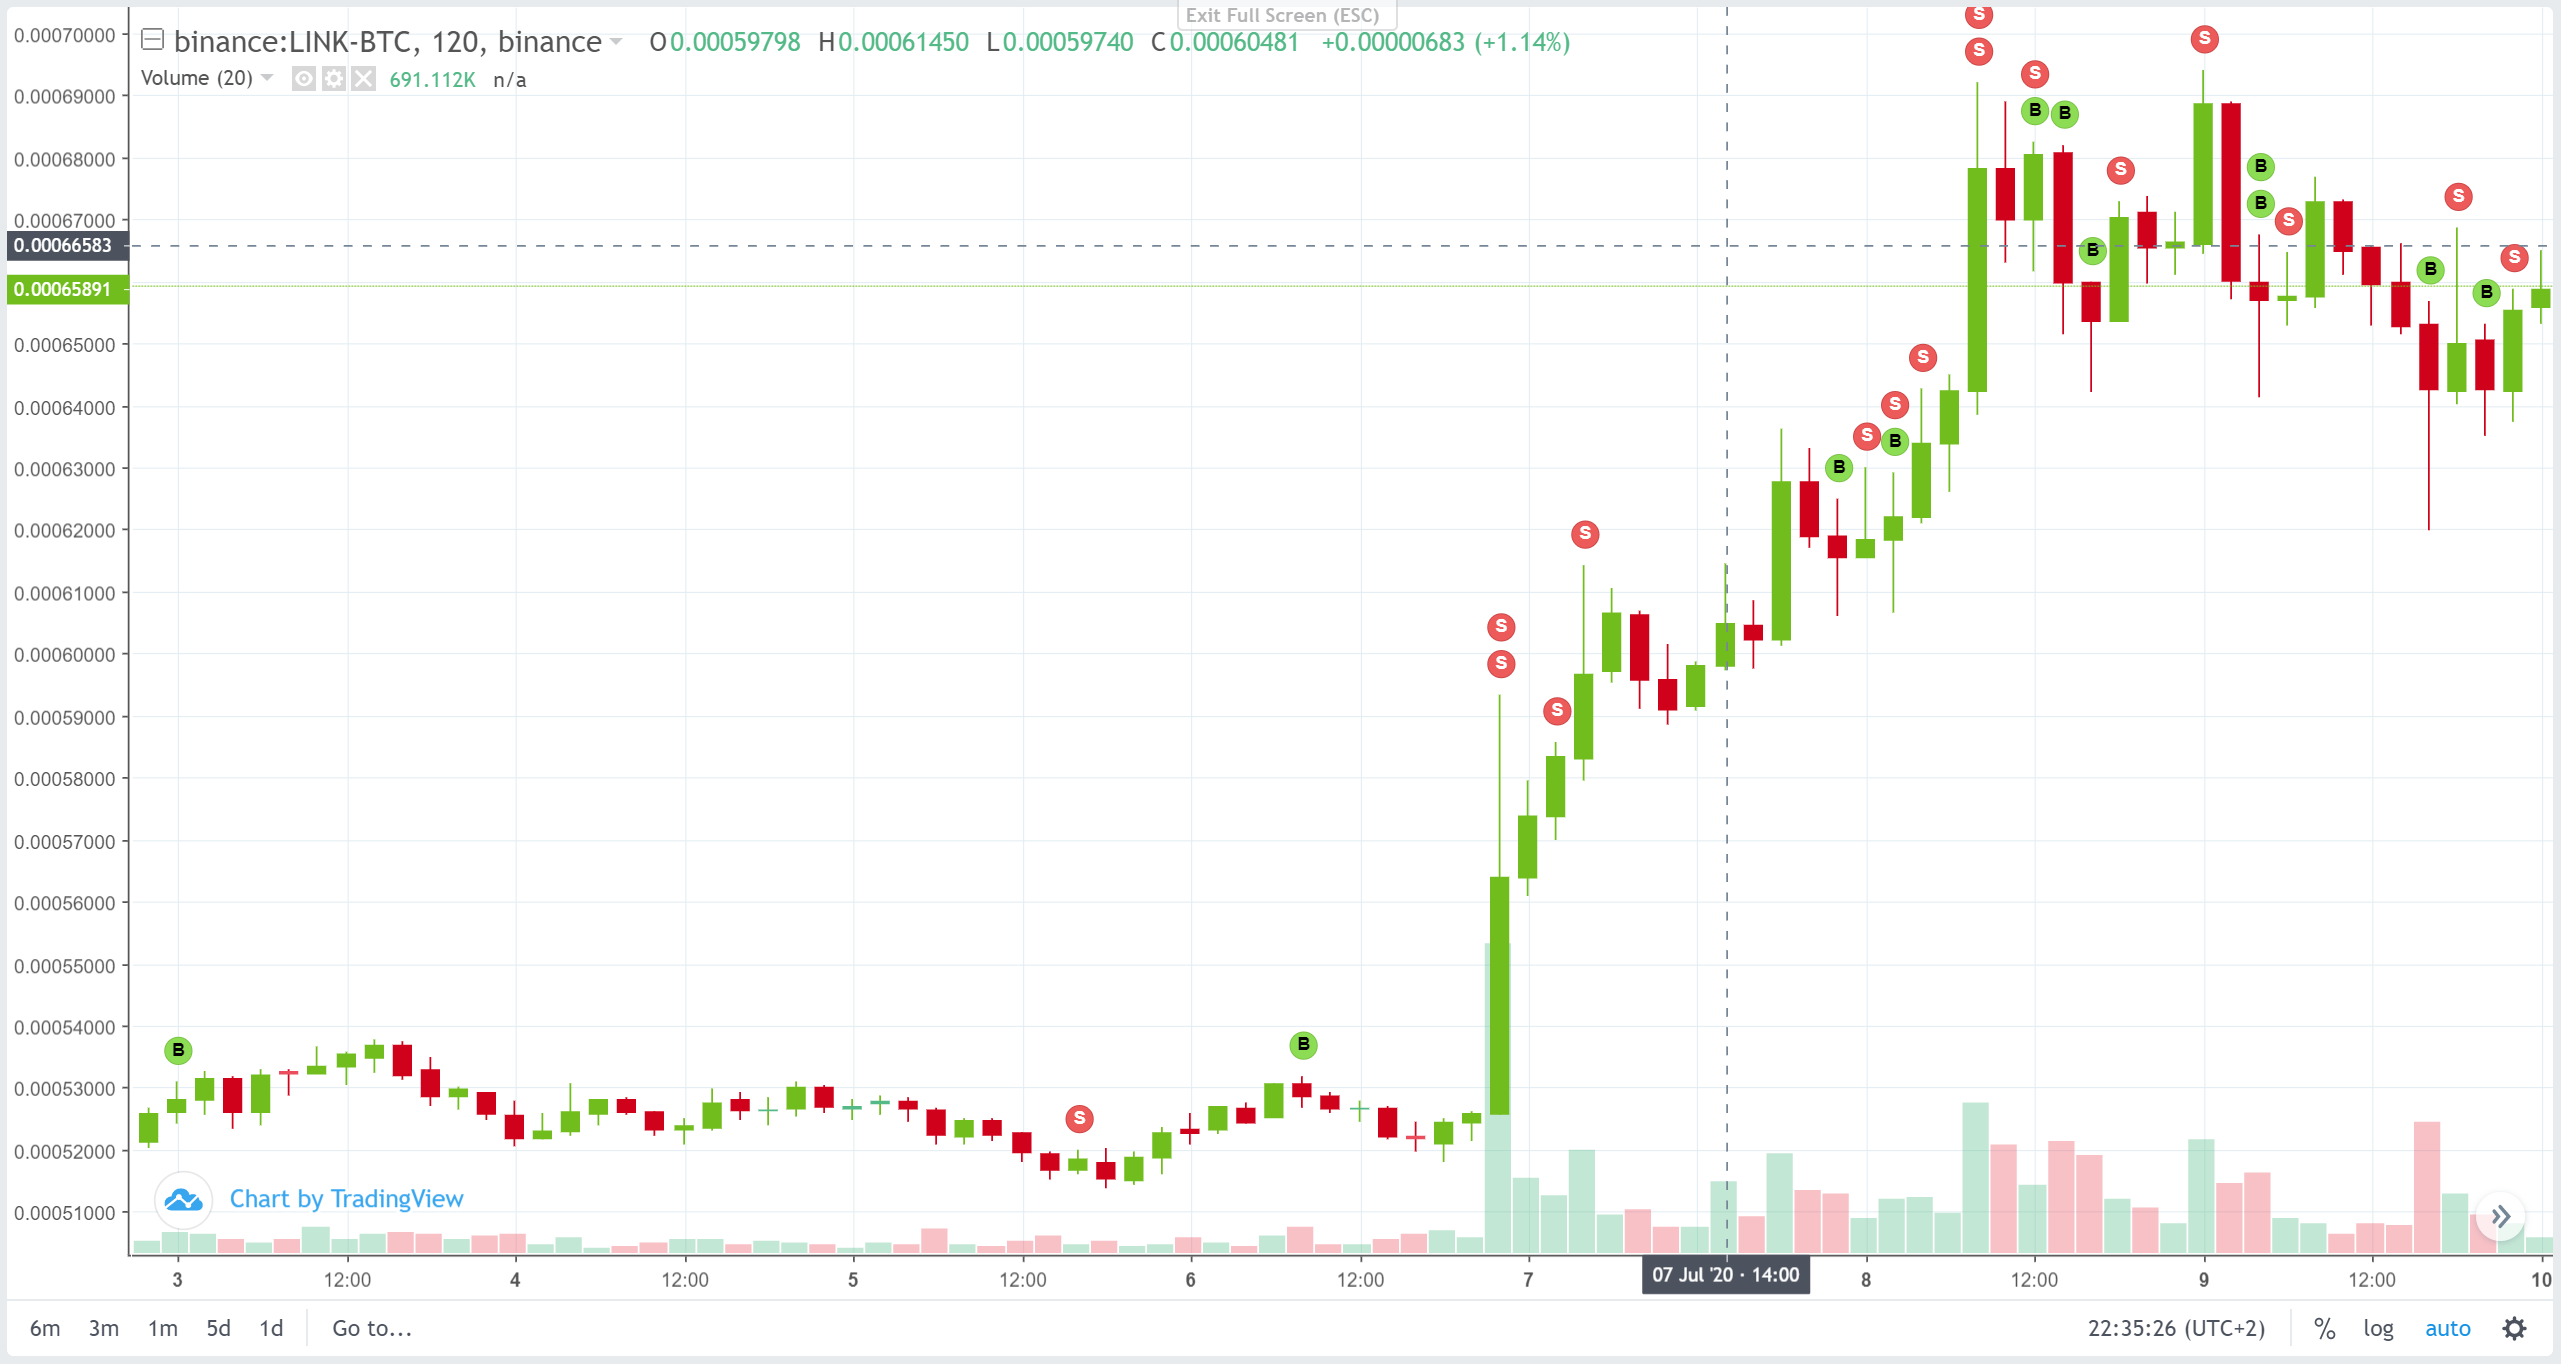 Exit Full Screen (ESC)
binance:LINK-BTC, 120, binance O0.00059798 H0.00061450 L0.00059740 C0.00060481 +0.00000683 (+1.14%)
Volume (20) 691.112K n/a
0.00070000
0.00069000
0.00068000
0.00067000
0.00066583
0.00065891
0.00065000
0.00064000
0.00063000
0.00062000
0.00061000
0.00060000
0.00059000
0.00058000
0.00057000
0.00056000
0.00055000
0.00054000
0.00053000
0.00052000
0.00051000
S
S
S
S
B
B
S
B
B
S
S
B
S
B
B
S
S
S
B
B
S
S
S
S
B
B
S
Chart by TradingView
3 12:00 4 12:00 5 12:00 6 12:00 7 07 Jul '20 · 14:00 8 12:00 9 12:00 10
6m 3m 1m 5d 1d Go to... 22:35:26 (UTC+2) % log auto